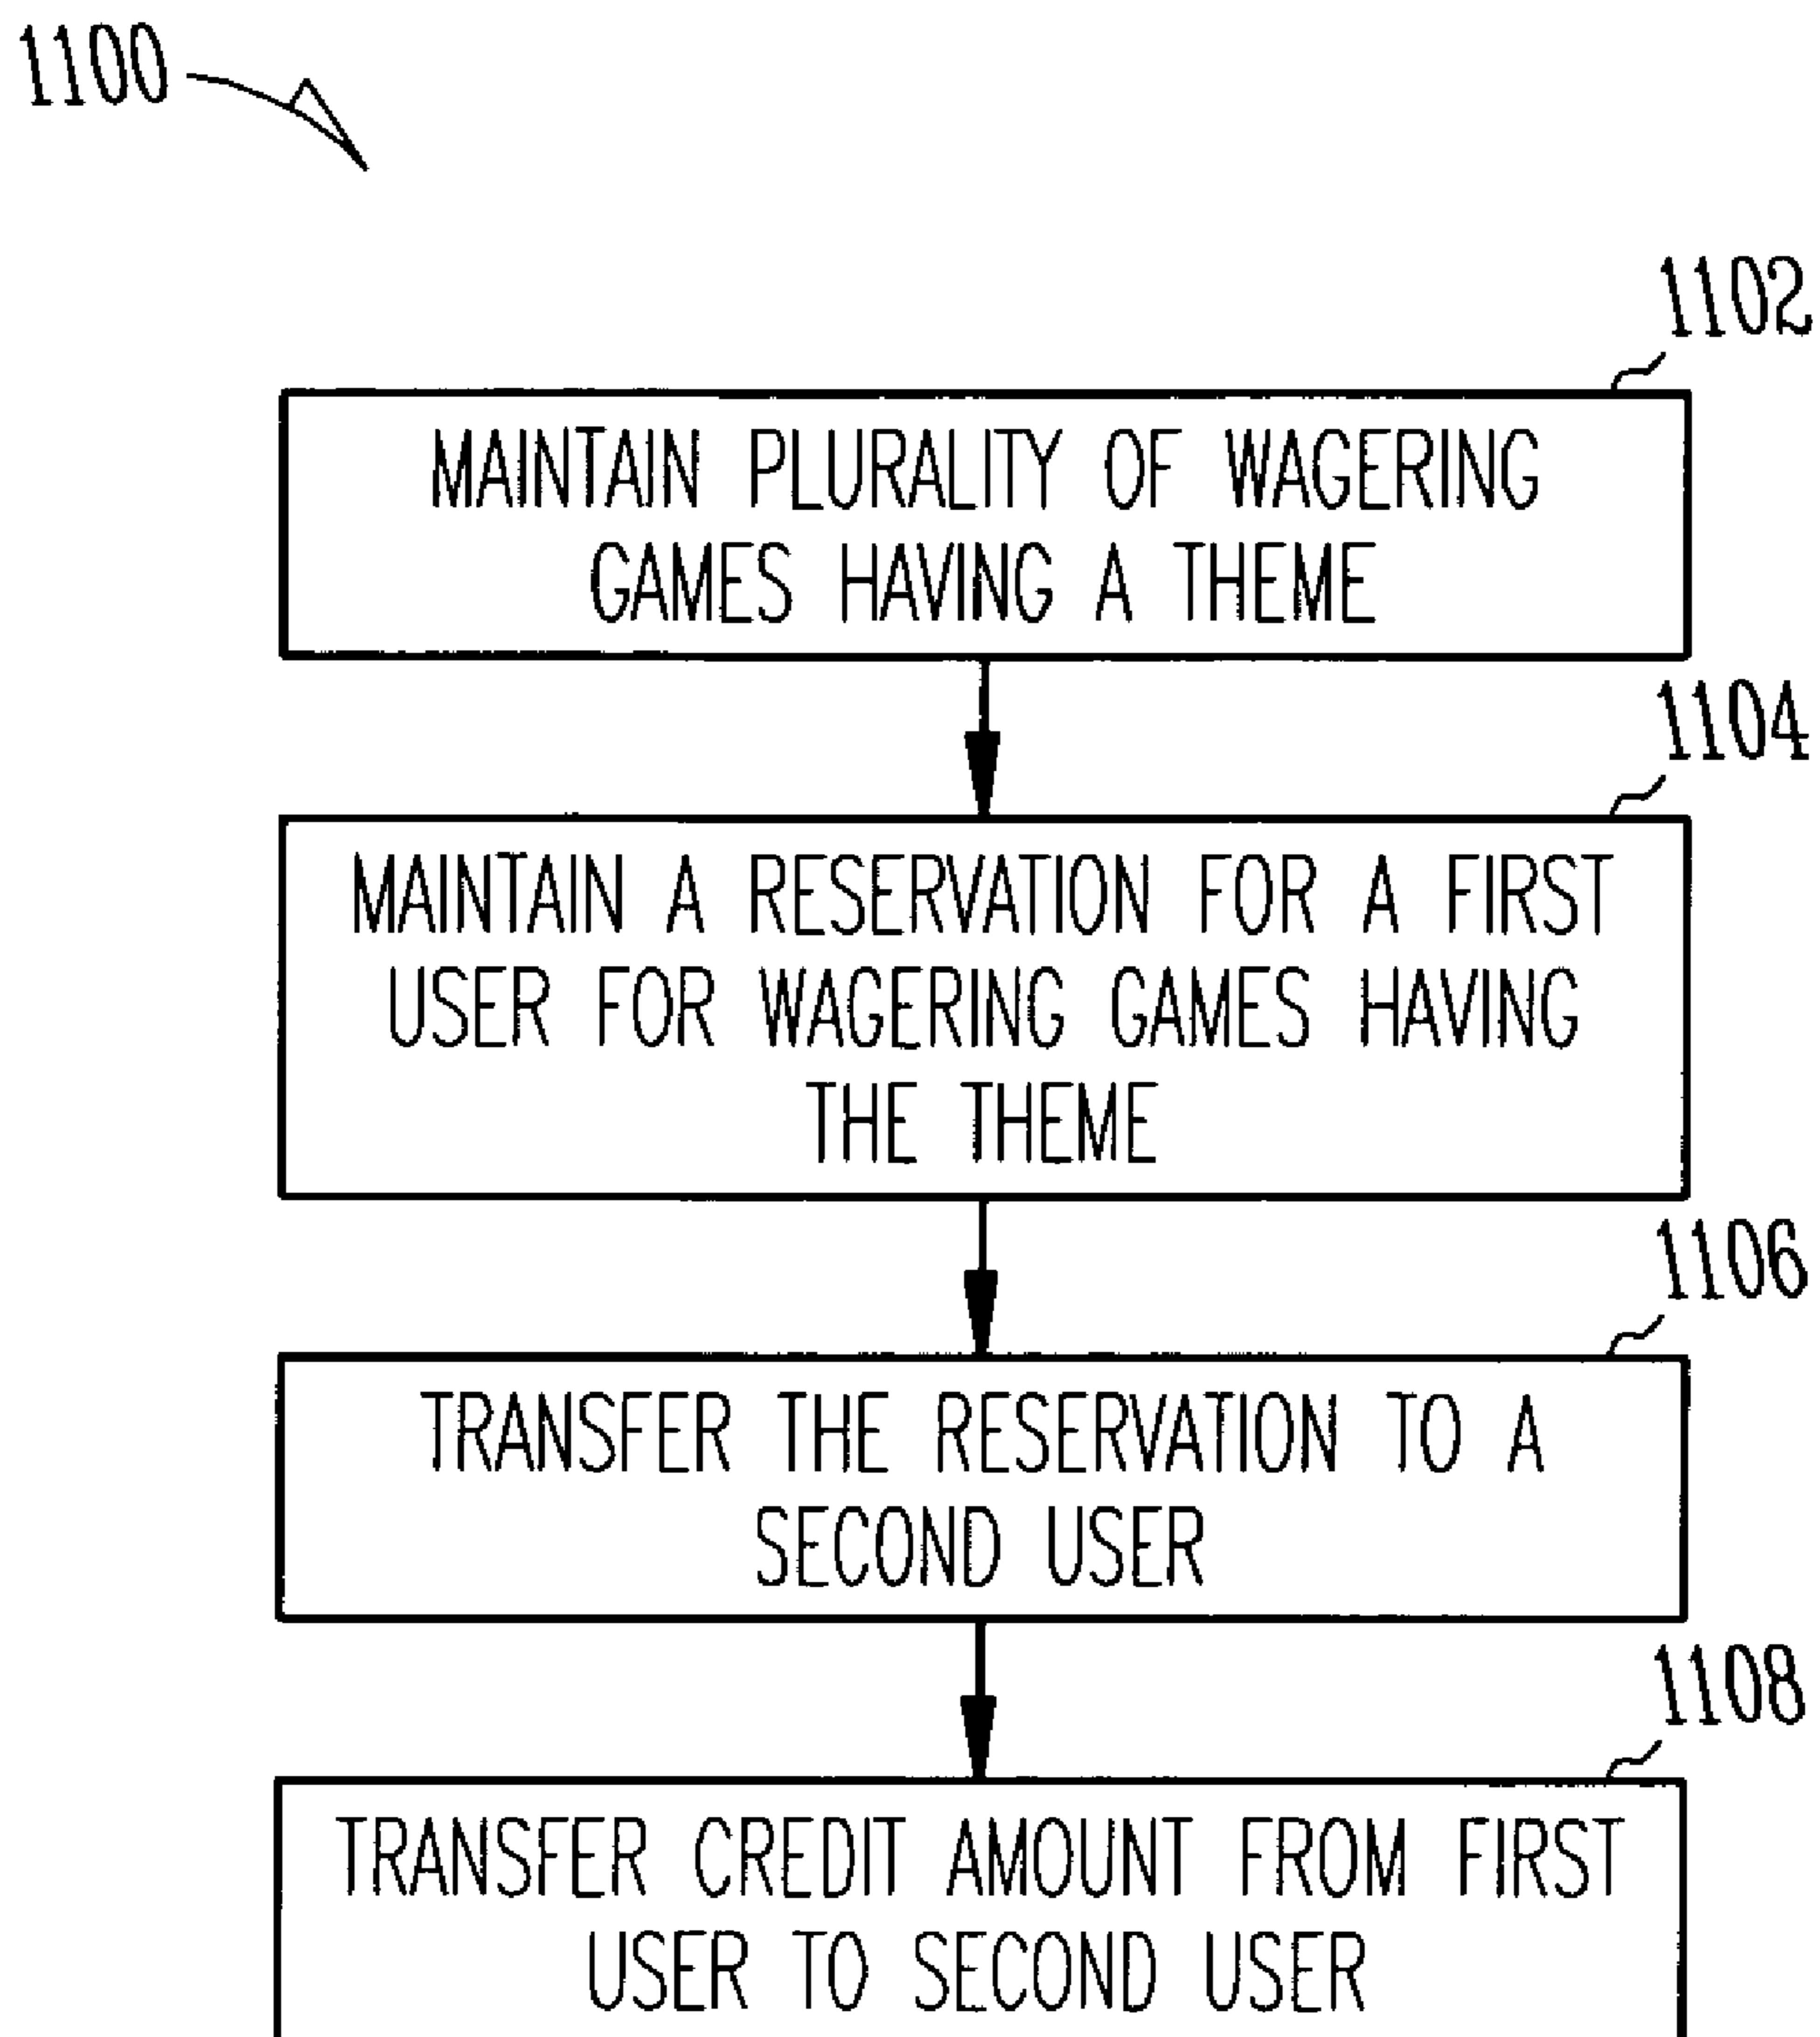 1100
1102
MAINTAIN PLURALITY OF WAGERING
GAMES HAVING A THEME
1104
MAINTAIN A RESERVATION FOR A FIRST
USER FOR WAGERING GAMES HAVING
THE THEME
1106
TRANSFER THE RESERVATION TO A
SECOND USER
1108
TRANSFER CREDIT AMOUNT FROM FIRST
USER TO SECOND USER